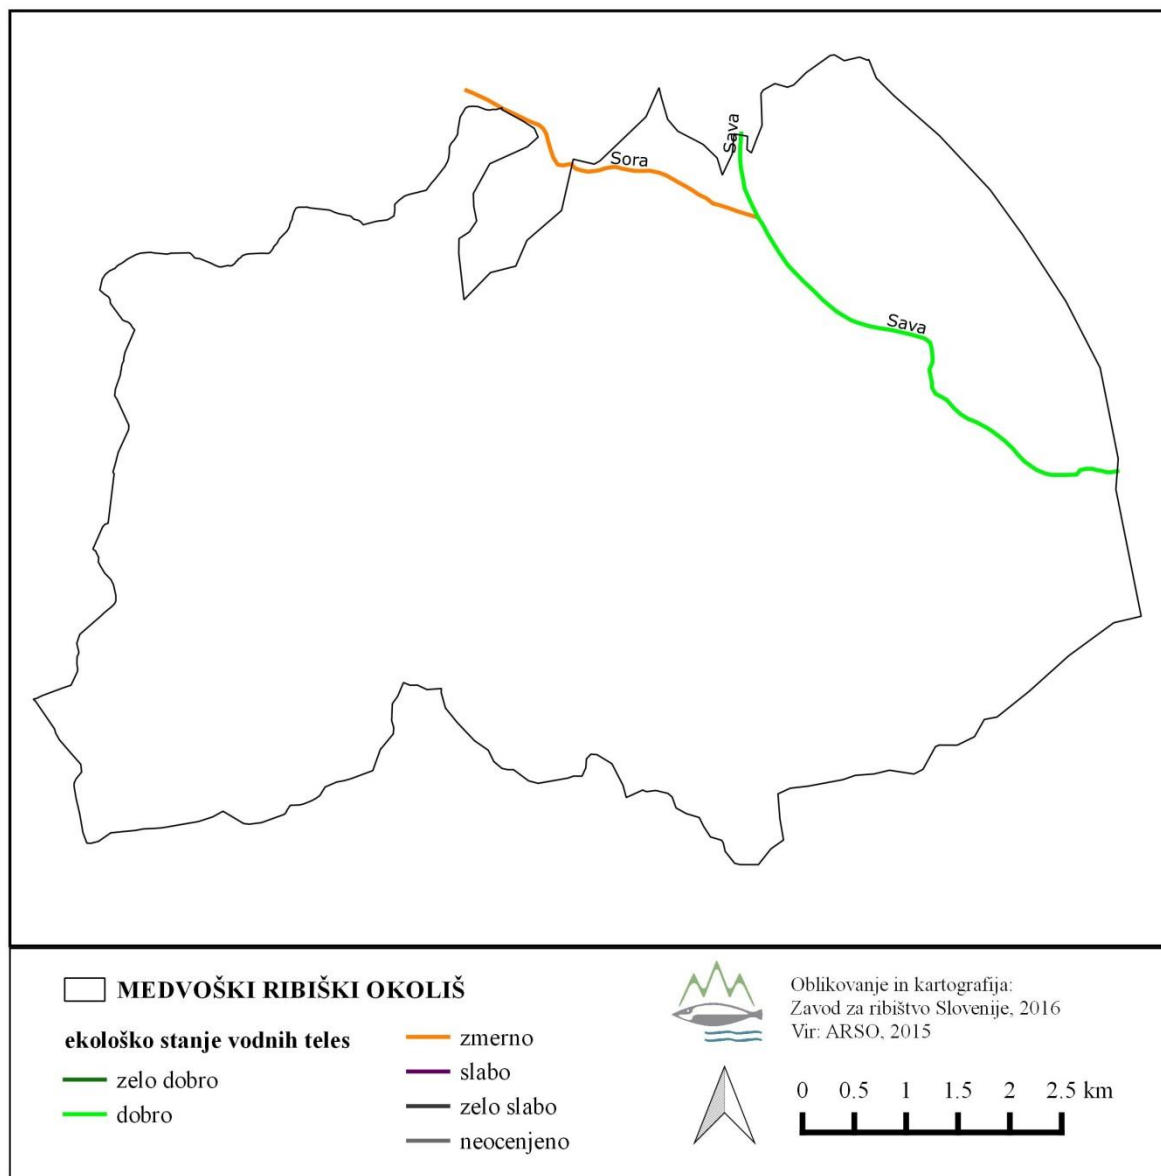 Sava
Sora
Sava
MEDVOŠKI RIBIŠKI OKOLIŠ
ekološko stanje vodnih teles
zelo dobro
dobro
zmerno
slabo
zelo slabo
neocenjeno
Oblikovanje in kartografija:
Zavod za ribištvo Slovenije, 2016
Vir: ARSO, 2015
0 0.5 1 1.5 2 2.5 km